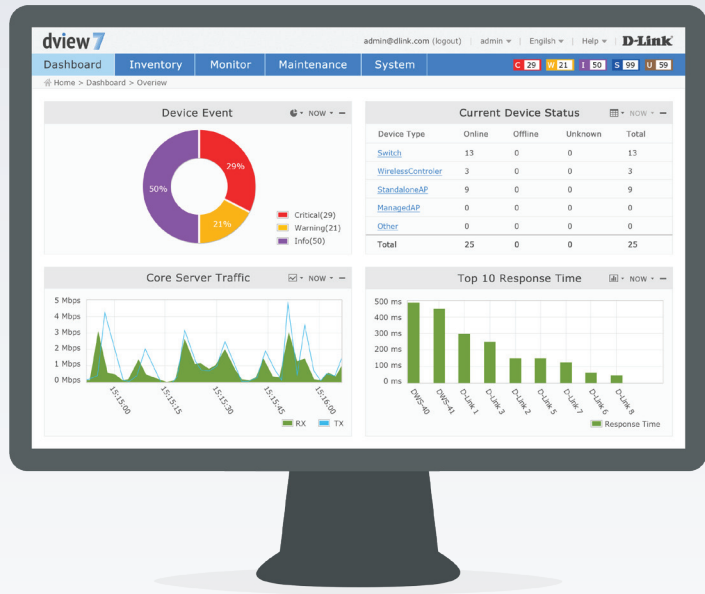 dview 7
admin@dlink.com (logout) admin English Help D-Link
Dashboard Inventory Monitor Maintenance System C 29 W 21 I 50 S 99 U 59
Home > Dashboard > Overiew
Device Event NOW
29%
21%
50%
Critical(29)
Warning(21)
Info(50)
Current Device Status NOW
Device Type Online Offline Unknown Total
Switch 13 0 0 13
WirelessControler 3 0 0 3
StandaloneAP 9 0 0 9
ManagedAP 0 0 0 0
Other 0 0 0 0
Total 25 0 0 25
Core Server Traffic NOW
5 Mbps
4 Mbps
3 Mbps
2 Mbps
1 Mbps
0 Mbps
15:15:00 15:15:15 15:15:30 15:15:45 15:16:00
RX TX
Top 10 Response Time NOW
500 ms
400 ms
300 ms
200 ms
100 ms
0 ms
DWS-40 DWS-41 D-Link 1 D-Link 3 D-Link 2 D-Link 5 D-Link 7 D-Link 6 D-Link 8
Response Time